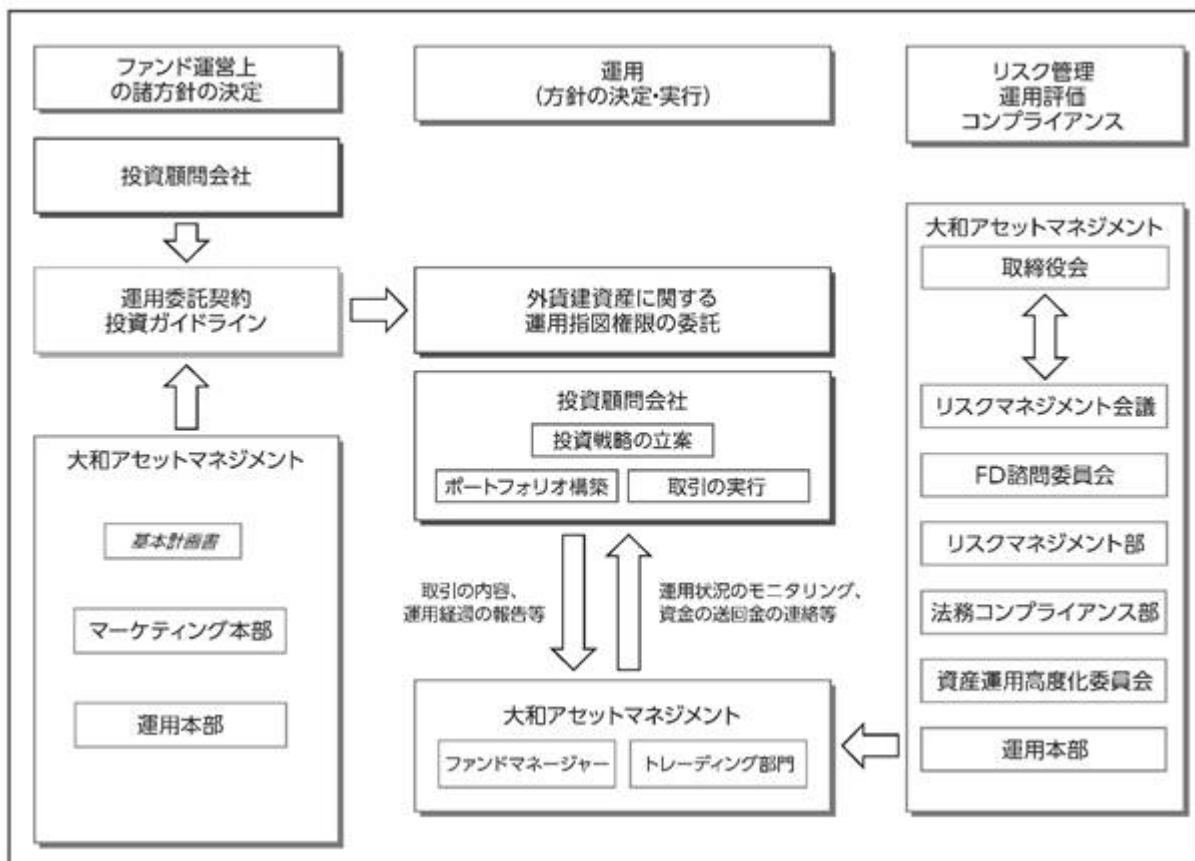 ファンド運営上
の諸方針の決定
運用
(方針の決定・実行)
リスク管理
運用評価
コンプライアンス
投資顧問会社
運用委託契約
投資ガイドライン
大和アセットマネジメント
基本計画書
マーケティング本部
運用本部
外貨建資産に関する
運用指図権限の委託
投資顧問会社
投資戦略の立案
ポートフォリオ構築
取引の実行
取引の内容、
運用経過の報告等
運用状況のモニタリング、
資金の送回金の連絡等
大和アセットマネジメント
ファンドマネージャー
トレーディング部門
大和アセットマネジメント
取締役会
リスクマネジメント会議
FD諮問委員会
リスクマネジメント部
法務コンプライアンス部
資産運用高度化委員会
運用本部